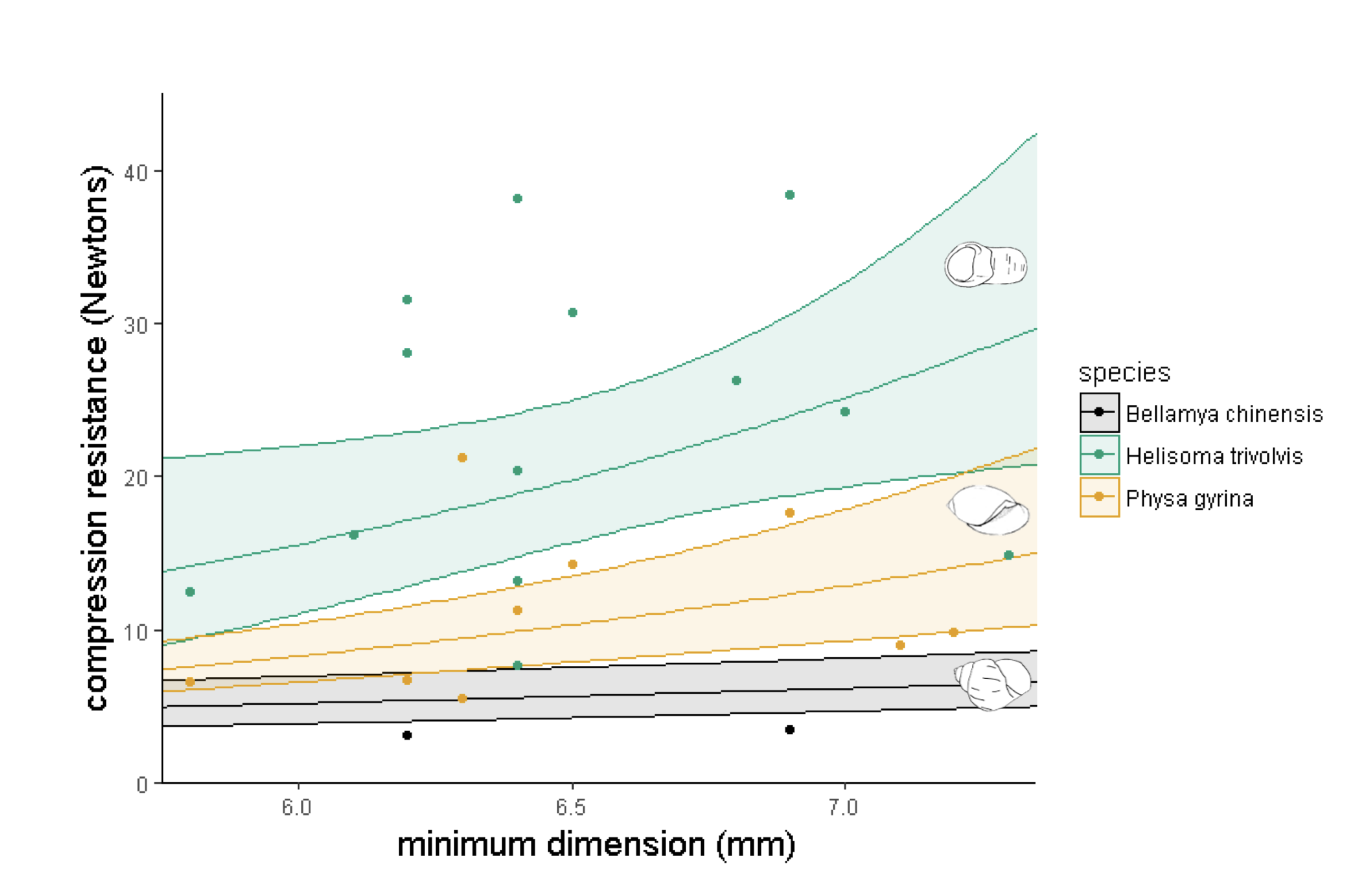 compression resistance (Newtons)
40
30
20
10
0
6.0
6.5
7.0
minimum dimension (mm)
species
Bellamya chinensis
Helisoma trivolvis
Physa gyrina